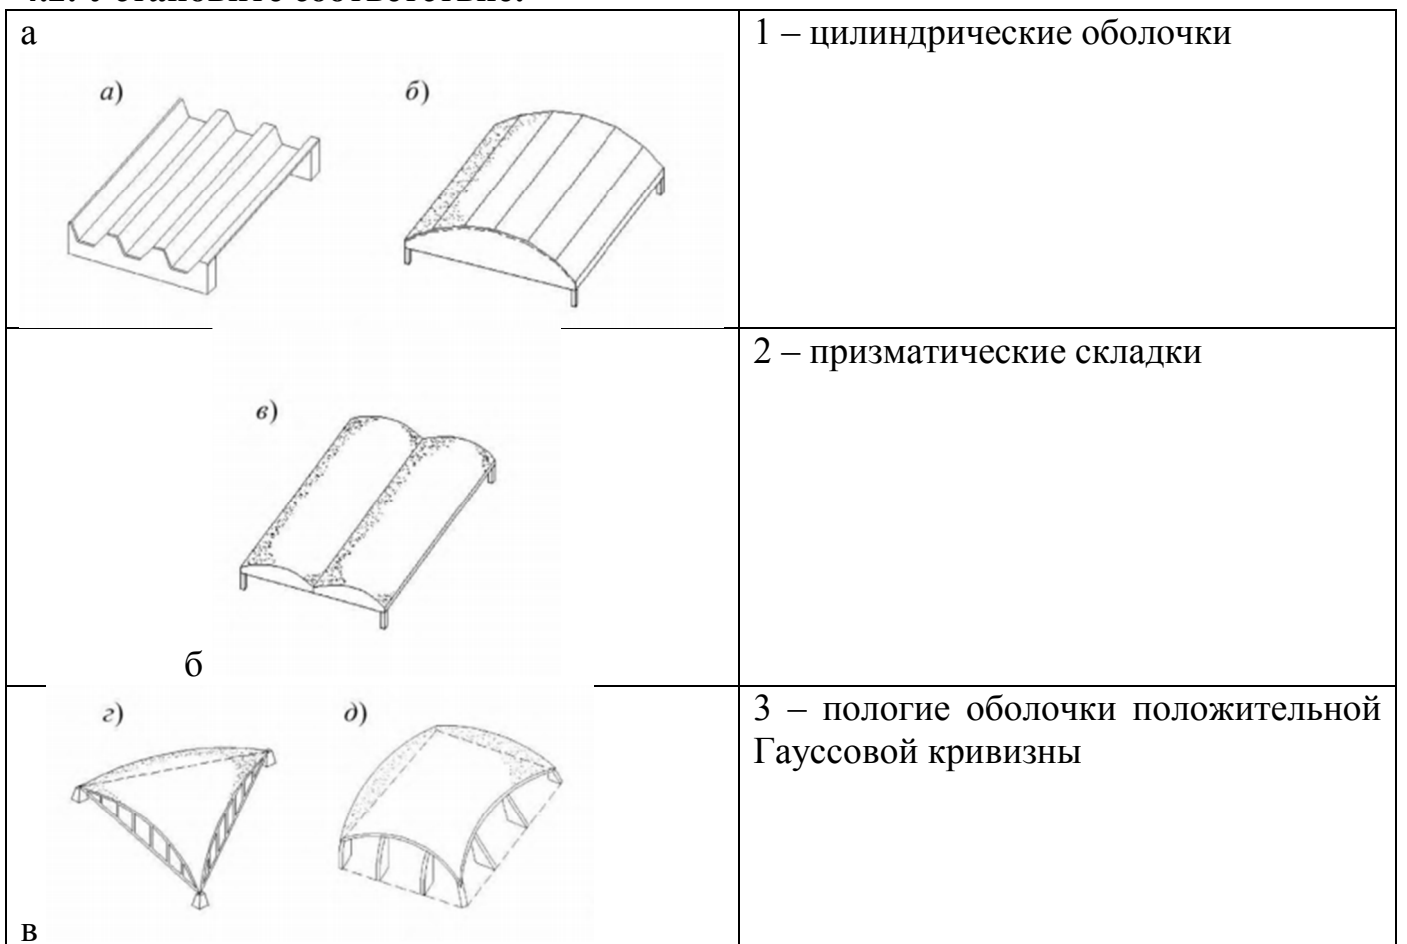 а
1 – цилиндрические оболочки
а)
б)
2 – призматические складки
в)
б
3 – пологие оболочки положительной
Гауссовой кривизны
г)
д)
в